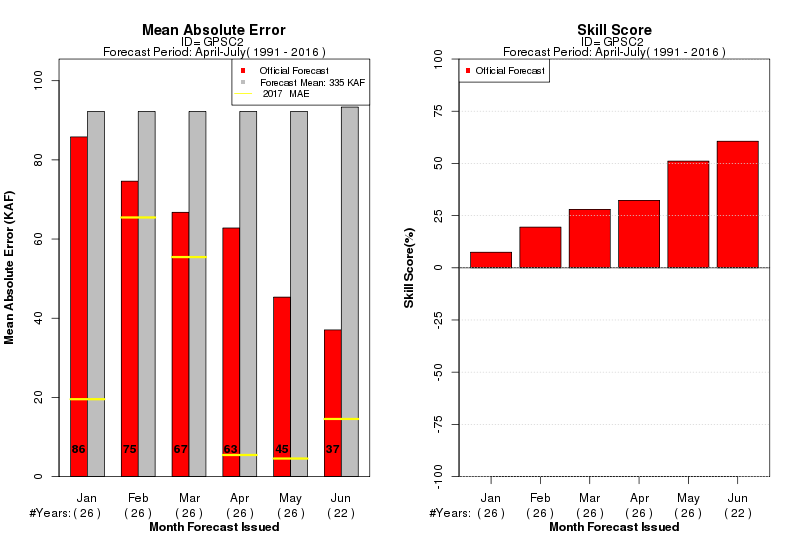 Mean Absolute Error
ID= GPSC2
Forecast Period: April-July( 1991 - 2016 )
Official Forecast
Forecast Mean: 335 KAF
2017 MAE
Mean Absolute Error (KAF)
100
80
60
40
20
0
86
75
67
63
45
37
Jan
Feb
Mar
Apr
May
Jun
#Years: ( 26 ) ( 26 ) ( 26 ) ( 26 ) ( 26 ) ( 22 )
Month Forecast Issued
Skill Score
ID= GPSC2
Forecast Period: April-July( 1991 - 2016 )
Official Forecast
Skill Score(%)
100
75
50
25
0
-25
-50
-75
-100
Jan
Feb
Mar
Apr
May
Jun
#Years: ( 26 ) ( 26 ) ( 26 ) ( 26 ) ( 26 ) ( 22 )
Month Forecast Issued